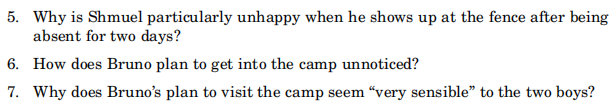 5. Why is Shmuel particularly unhappy when he shows up at the fence after being
absent for two days?
6. How does Bruno plan to get into the camp unnoticed?
7. Why does Bruno’s plan to visit the camp seem “very sensible” to the two boys?